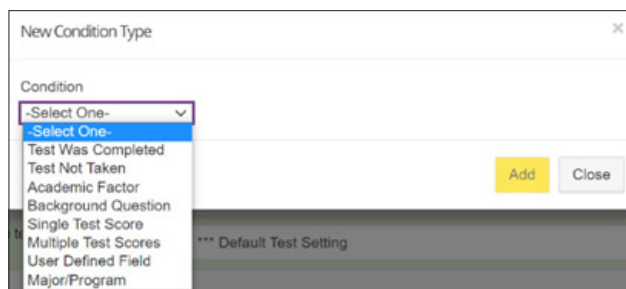 New Condition Type
×
Condition
-Select One-
-Select One-
Test Was Completed
Test Not Taken
Academic Factor
Background Question
Single Test Score
Multiple Test Scores
User Defined Field
Major/Program
Add
Close
*** Default Test Setting